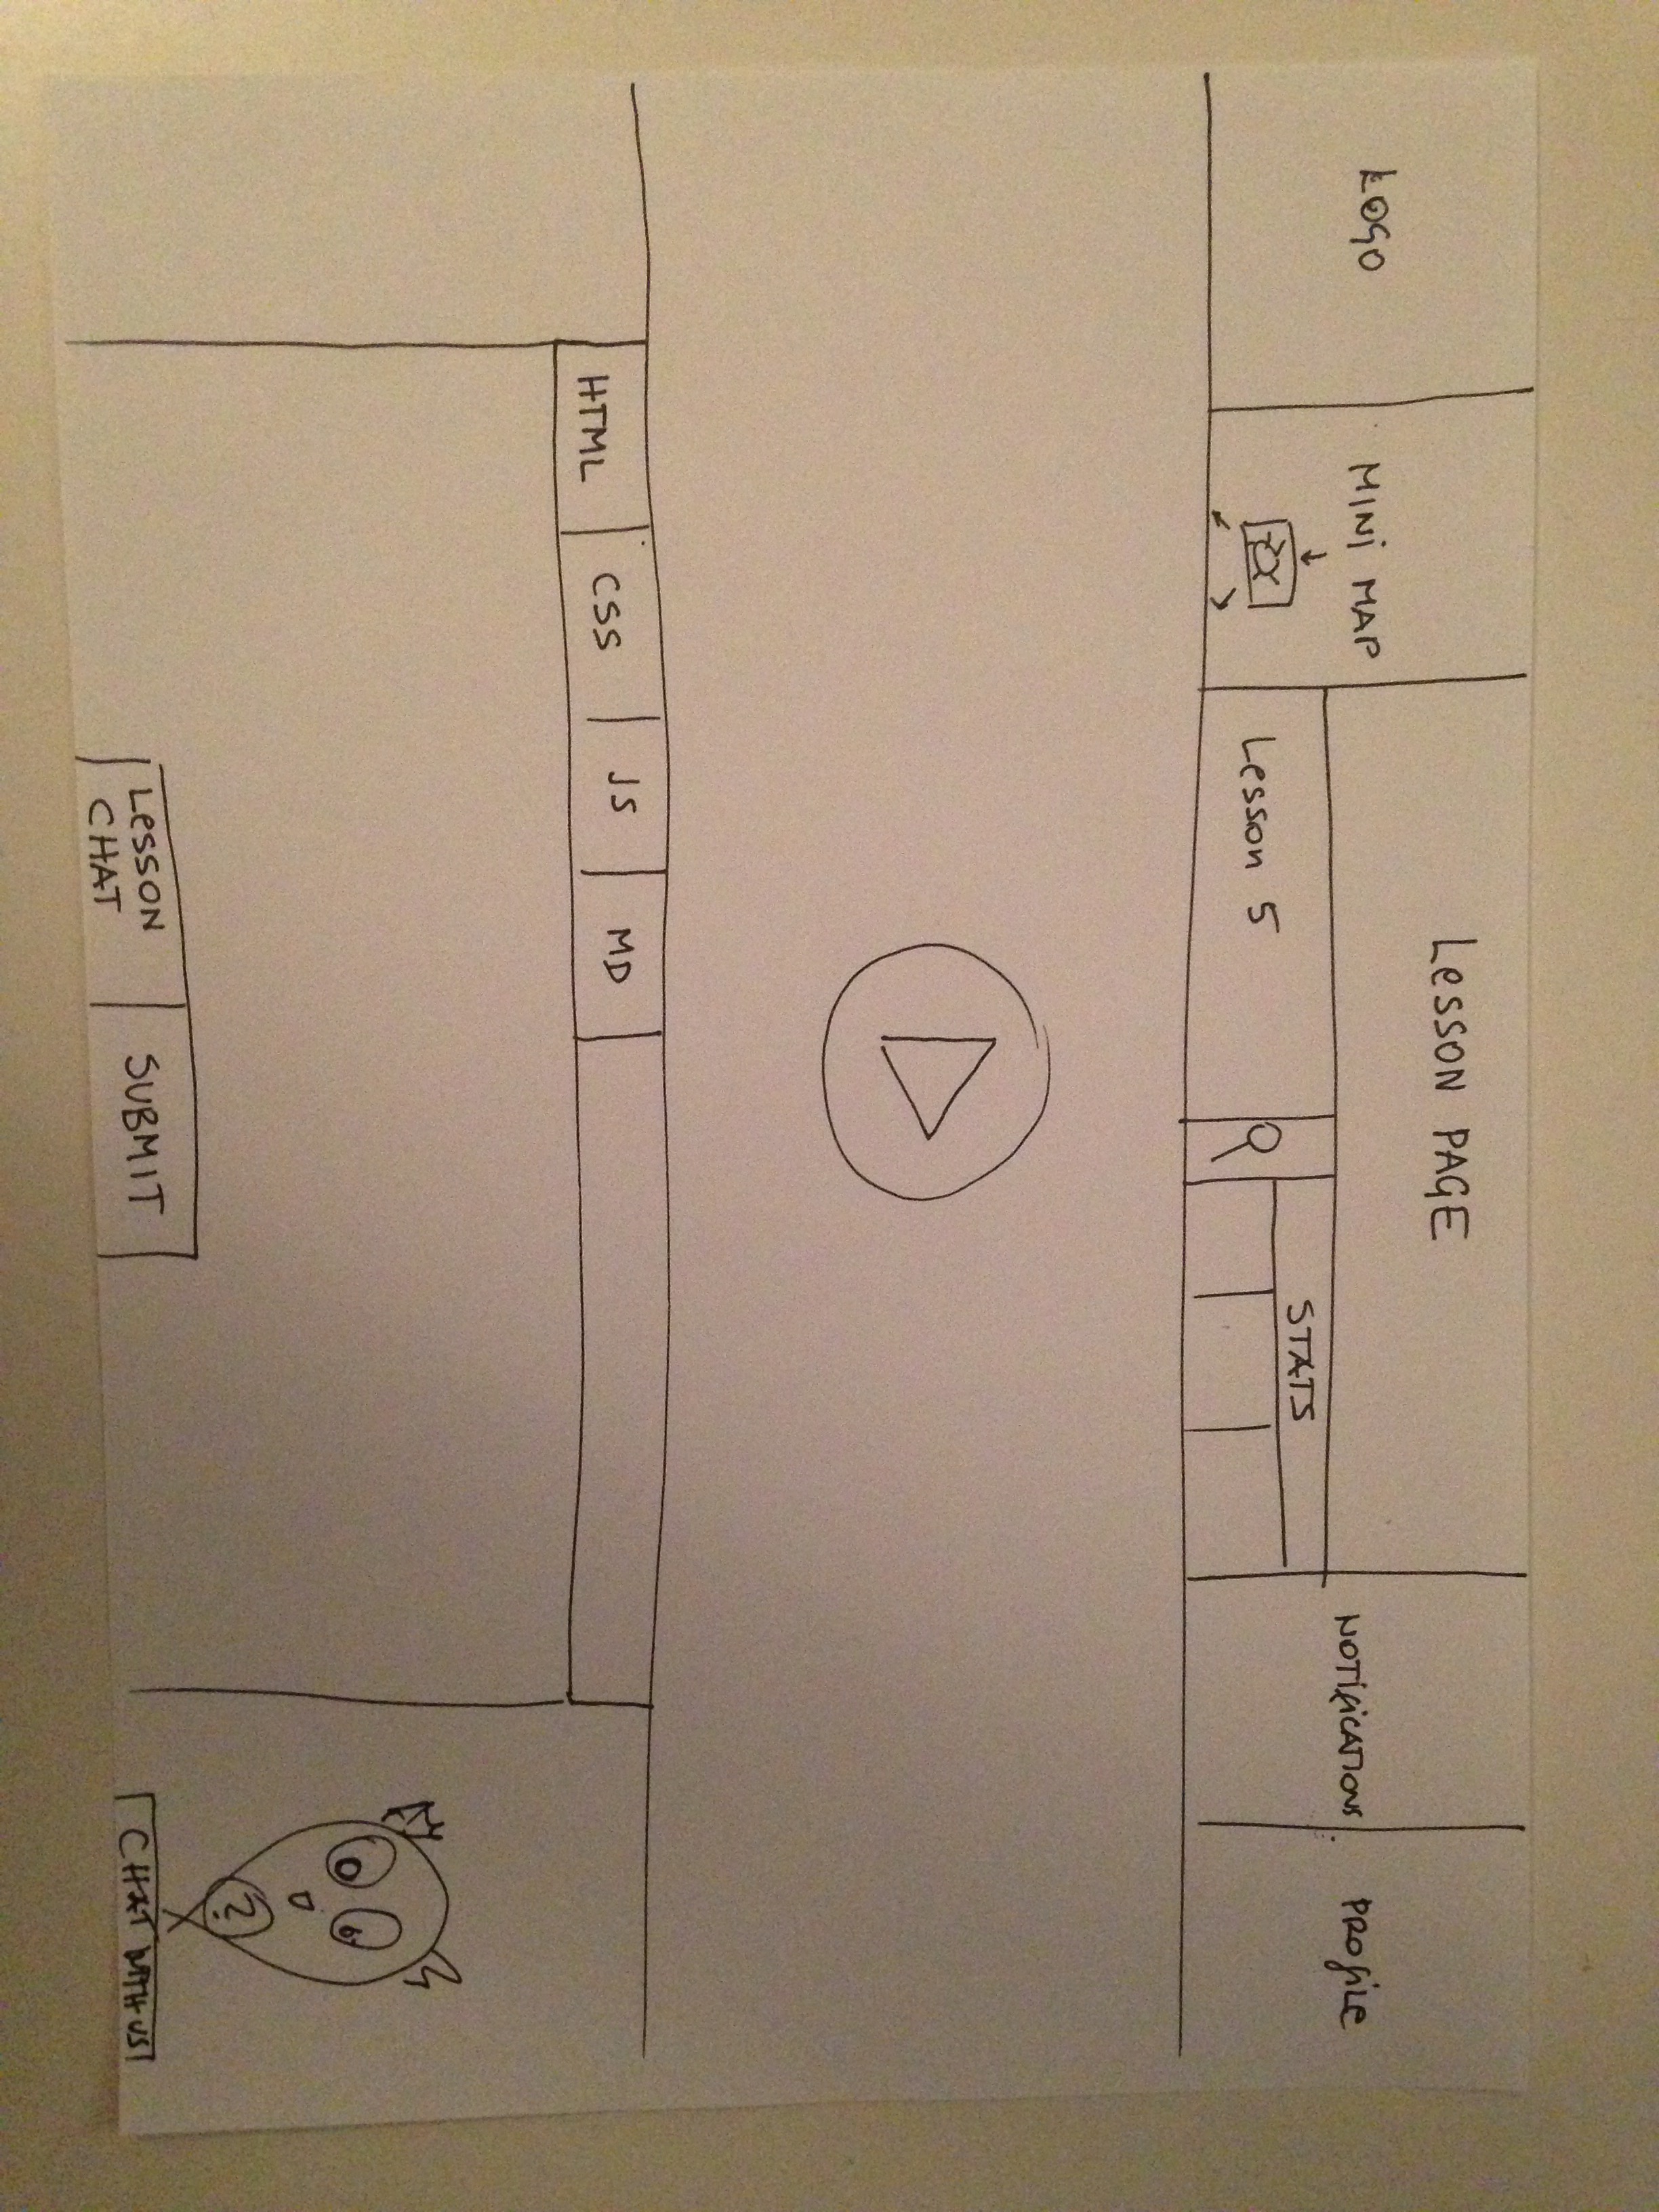 LOGO
MINi MAP
LESSON PAGE
Lesson 5
STATS
NOTifiCATIONS
PROfiLE
HTML
CSS
JS
MD
LESSON
CHAT
SUBMIT
?
CHAT WITH US